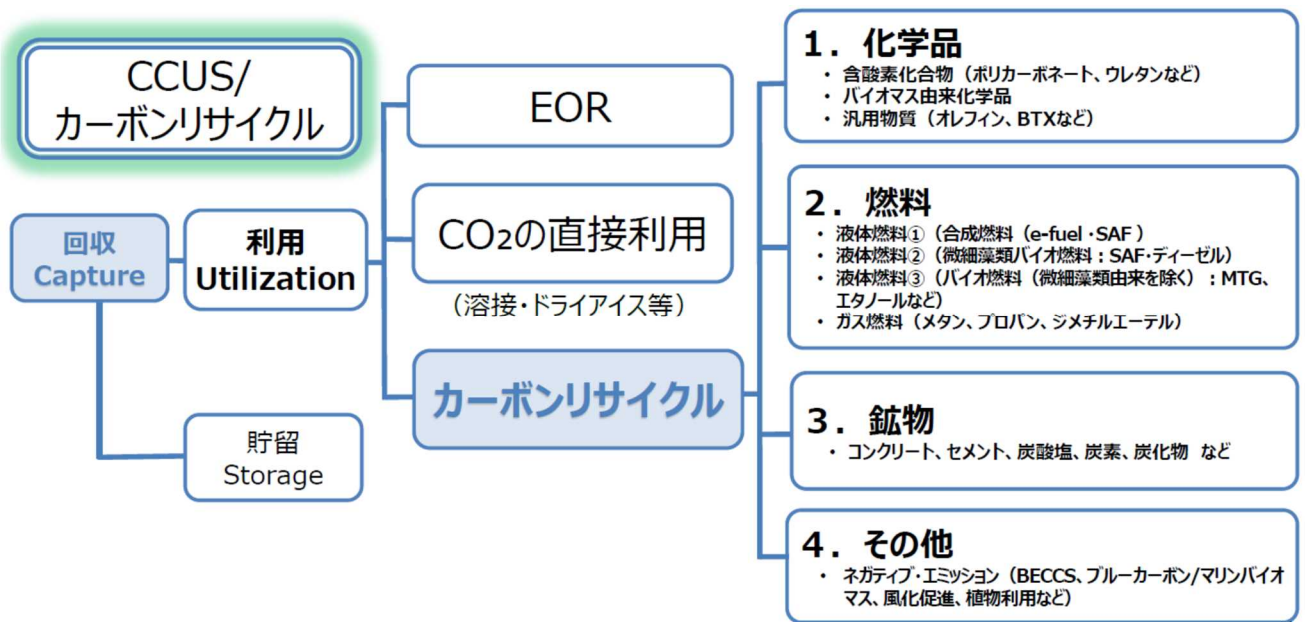 CCUS/
カーボンリサイクル
回収
Capture
利用
Utilization
貯留
Storage
EOR
CO₂の直接利用
（溶接・ドライアイス等）
カーボンリサイクル
１．化学品
・ 含酸素化合物（ポリカーボネート、ウレタンなど）
・ バイオマス由来化学品
・ 汎用物質（オレフィン、BTXなど）
２．燃料
・ 液体燃料①（合成燃料（e-fuel・SAF ）
・ 液体燃料②（微細藻類バイオ燃料：SAF・ディーゼル）
・ 液体燃料③（バイオ燃料（微細藻類由来を除く）：MTG、
エタノールなど）
・ ガス燃料（メタン、プロパン、ジメチルエーテル）
３．鉱物
・ コンクリート、セメント、炭酸塩、炭素、炭化物 など
４．その他
・ ネガティブ・エミッション（BECCS、ブルーカーボン/マリンバイオ
マス、風化促進、植物利用など）